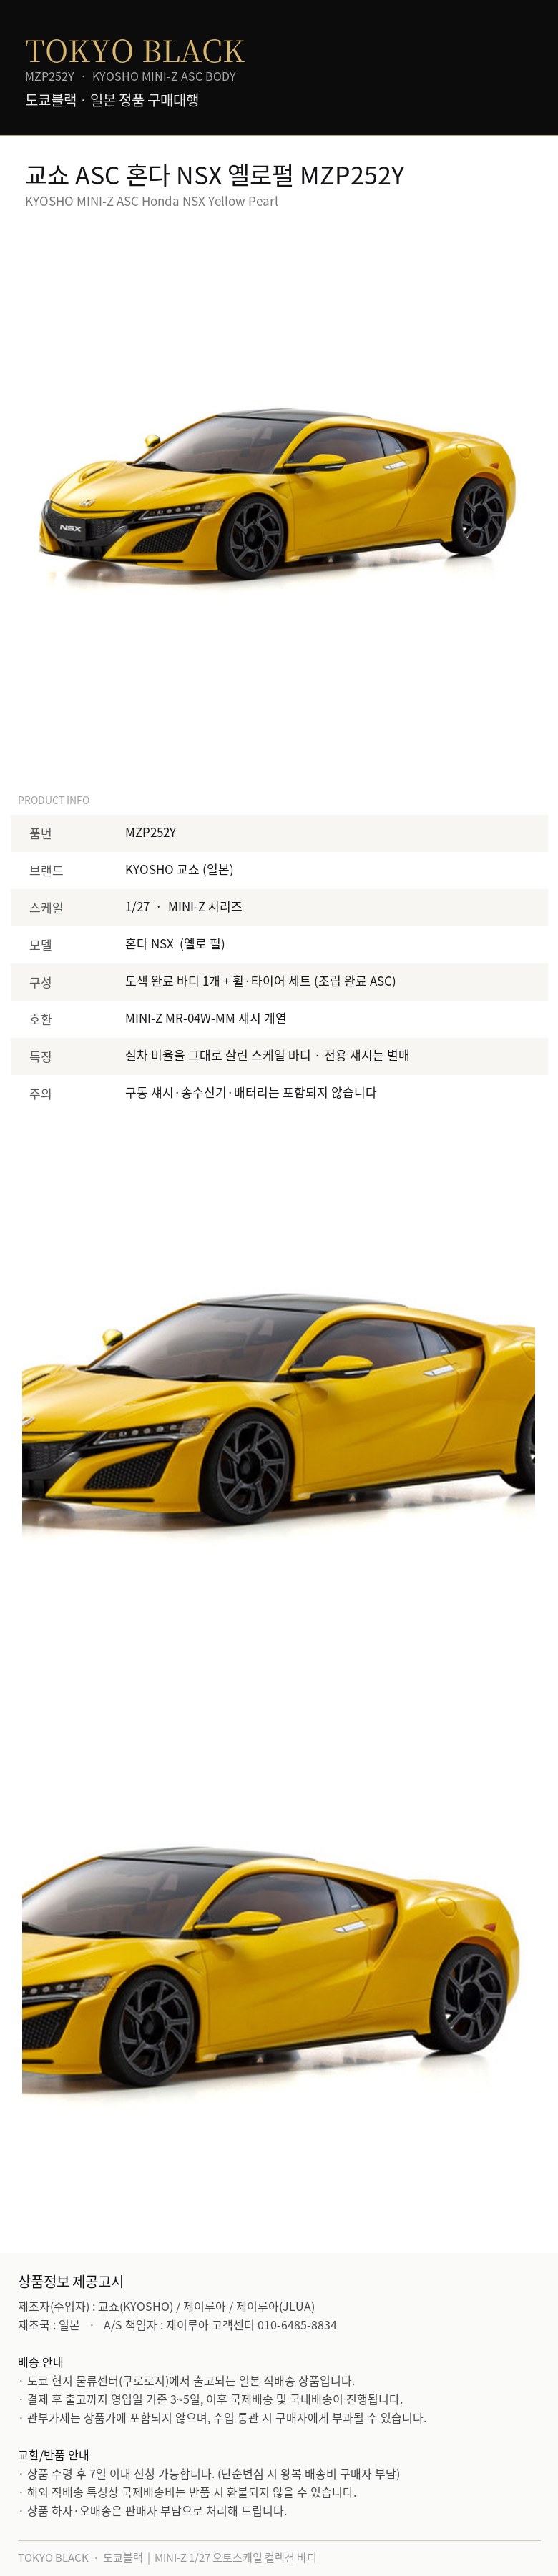 TOKYO BLACK
MZP252Y · KYOSHO MINI-Z ASC BODY
도쿄블랙 · 일본 정품 구매대행
교쇼 ASC 혼다 NSX 옐로펄 MZP252Y
KYOSHO MINI-Z ASC Honda NSX Yellow Pearl
NSX
PRODUCT INFO
품번 MZP252Y
브랜드 KYOSHO 교쇼 (일본)
스케일 1/27 · MINI-Z 시리즈
모델 혼다 NSX (옐로 펄)
구성 도색 완료 바디 1개 + 휠·타이어 세트 (조립 완료 ASC)
호환 MINI-Z MR-04W-MM 섀시 계열
특징 실차 비율을 그대로 살린 스케일 바디 · 전용 섀시는 별매
주의 구동 섀시·송수신기·배터리는 포함되지 않습니다
상품정보 제공고시
제조자(수입자) : 교쇼(KYOSHO) / 제이루아 / 제이루아(JLUA)
제조국 : 일본 · A/S 책임자 : 제이루아 고객센터 010-6485-8834
배송 안내
· 도쿄 현지 물류센터(쿠로로지)에서 출고되는 일본 직배송 상품입니다.
· 결제 후 출고까지 영업일 기준 3~5일, 이후 국제배송 및 국내배송이 진행됩니다.
· 관부가세는 상품가에 포함되지 않으며, 수입 통관 시 구매자에게 부과될 수 있습니다.
교환/반품 안내
· 상품 수령 후 7일 이내 신청 가능합니다. (단순변심 시 왕복 배송비 구매자 부담)
· 해외 직배송 특성상 국제배송비는 반품 시 환불되지 않을 수 있습니다.
· 상품 하자·오배송은 판매자 부담으로 처리해 드립니다.
TOKYO BLACK · 도쿄블랙 | MINI-Z 1/27 오토스케일 컬렉션 바디